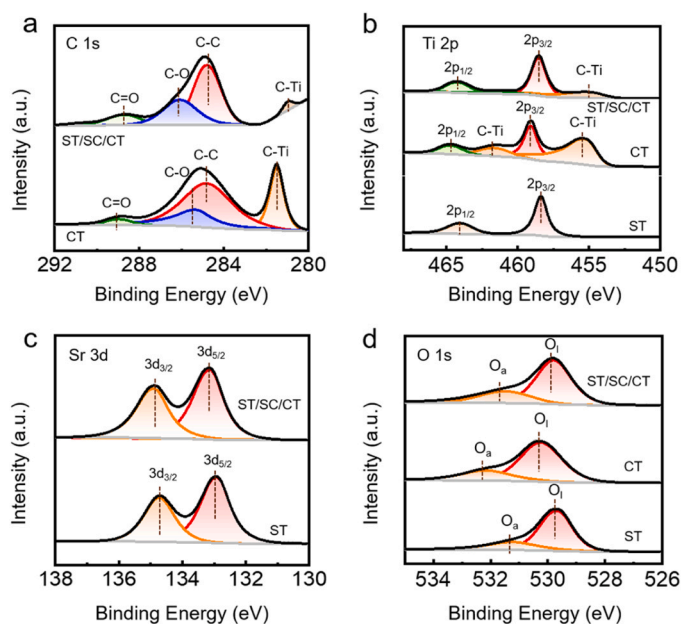 a
C 1s
C-C
C-O
C=O
C-Ti
ST/SC/CT
C-C
C-O
C-Ti
C=O
CT
292 288 284 280
Binding Energy (eV)
Intensity (a.u.)
b
Ti 2p
2p3/2
2p1/2
C-Ti
ST/SC/CT
2p3/2
2p1/2
C-Ti
C-Ti
CT
2p3/2
2p1/2
ST
465 460 455 450
Binding Energy (eV)
Intensity (a.u.)
c
Sr 3d
3d3/2
3d5/2
ST/SC/CT
3d3/2
3d5/2
ST
138 136 134 132 130
Binding Energy (eV)
Intensity (a.u.)
d
O 1s
Ol
Oa
ST/SC/CT
Ol
Oa
CT
Ol
Oa
ST
534 532 530 528 526
Binding Energy (eV)
Intensity (a.u.)